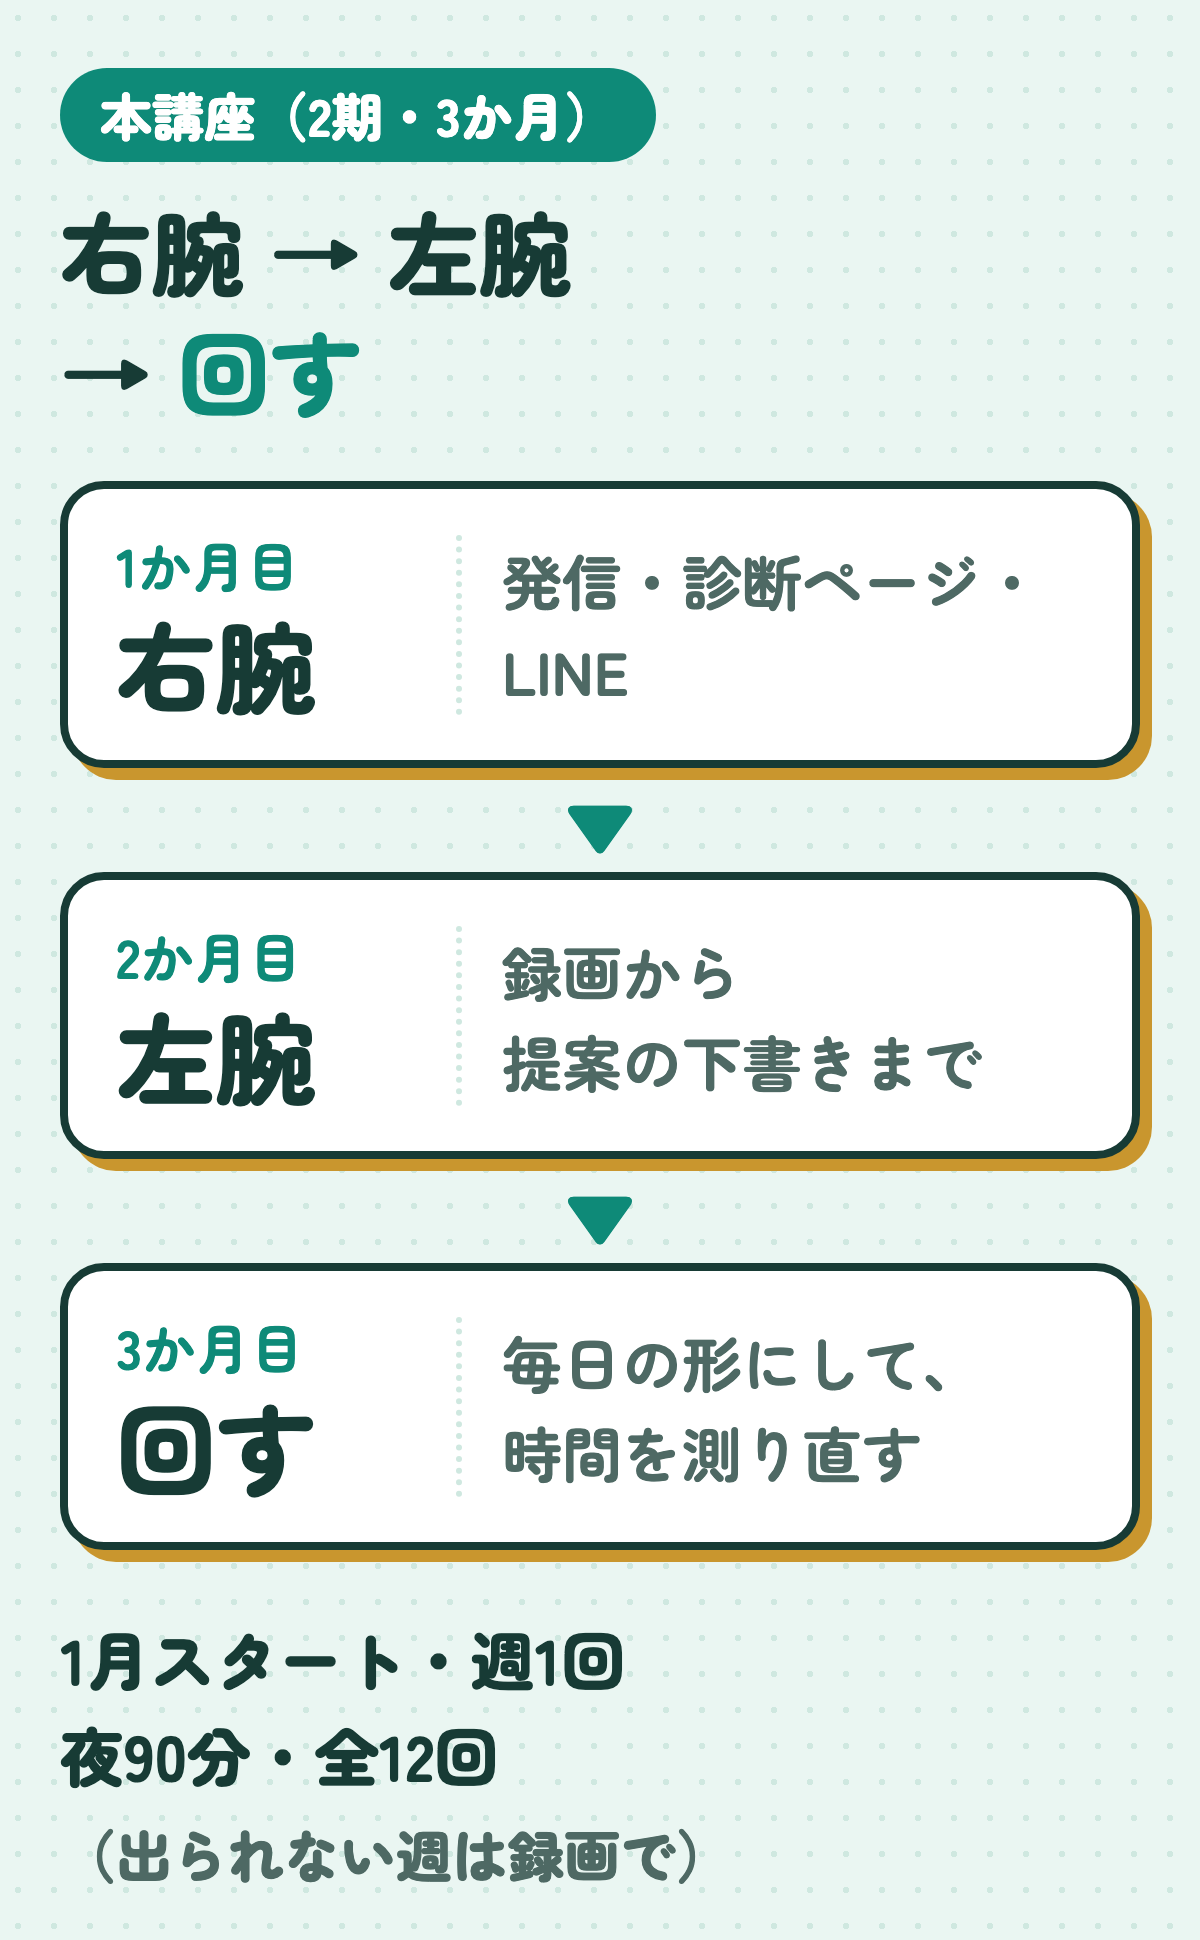 本講座（2期・3か月）
右腕 → 左腕
→ 回す
1か月目
右腕
発信・診断ページ・
LINE
2か月目
左腕
録画から
提案の下書きまで
3か月目
回す
毎日の形にして、
時間を測り直す
1月スタート・週1回
夜90分・全12回
（出られない週は録画で）